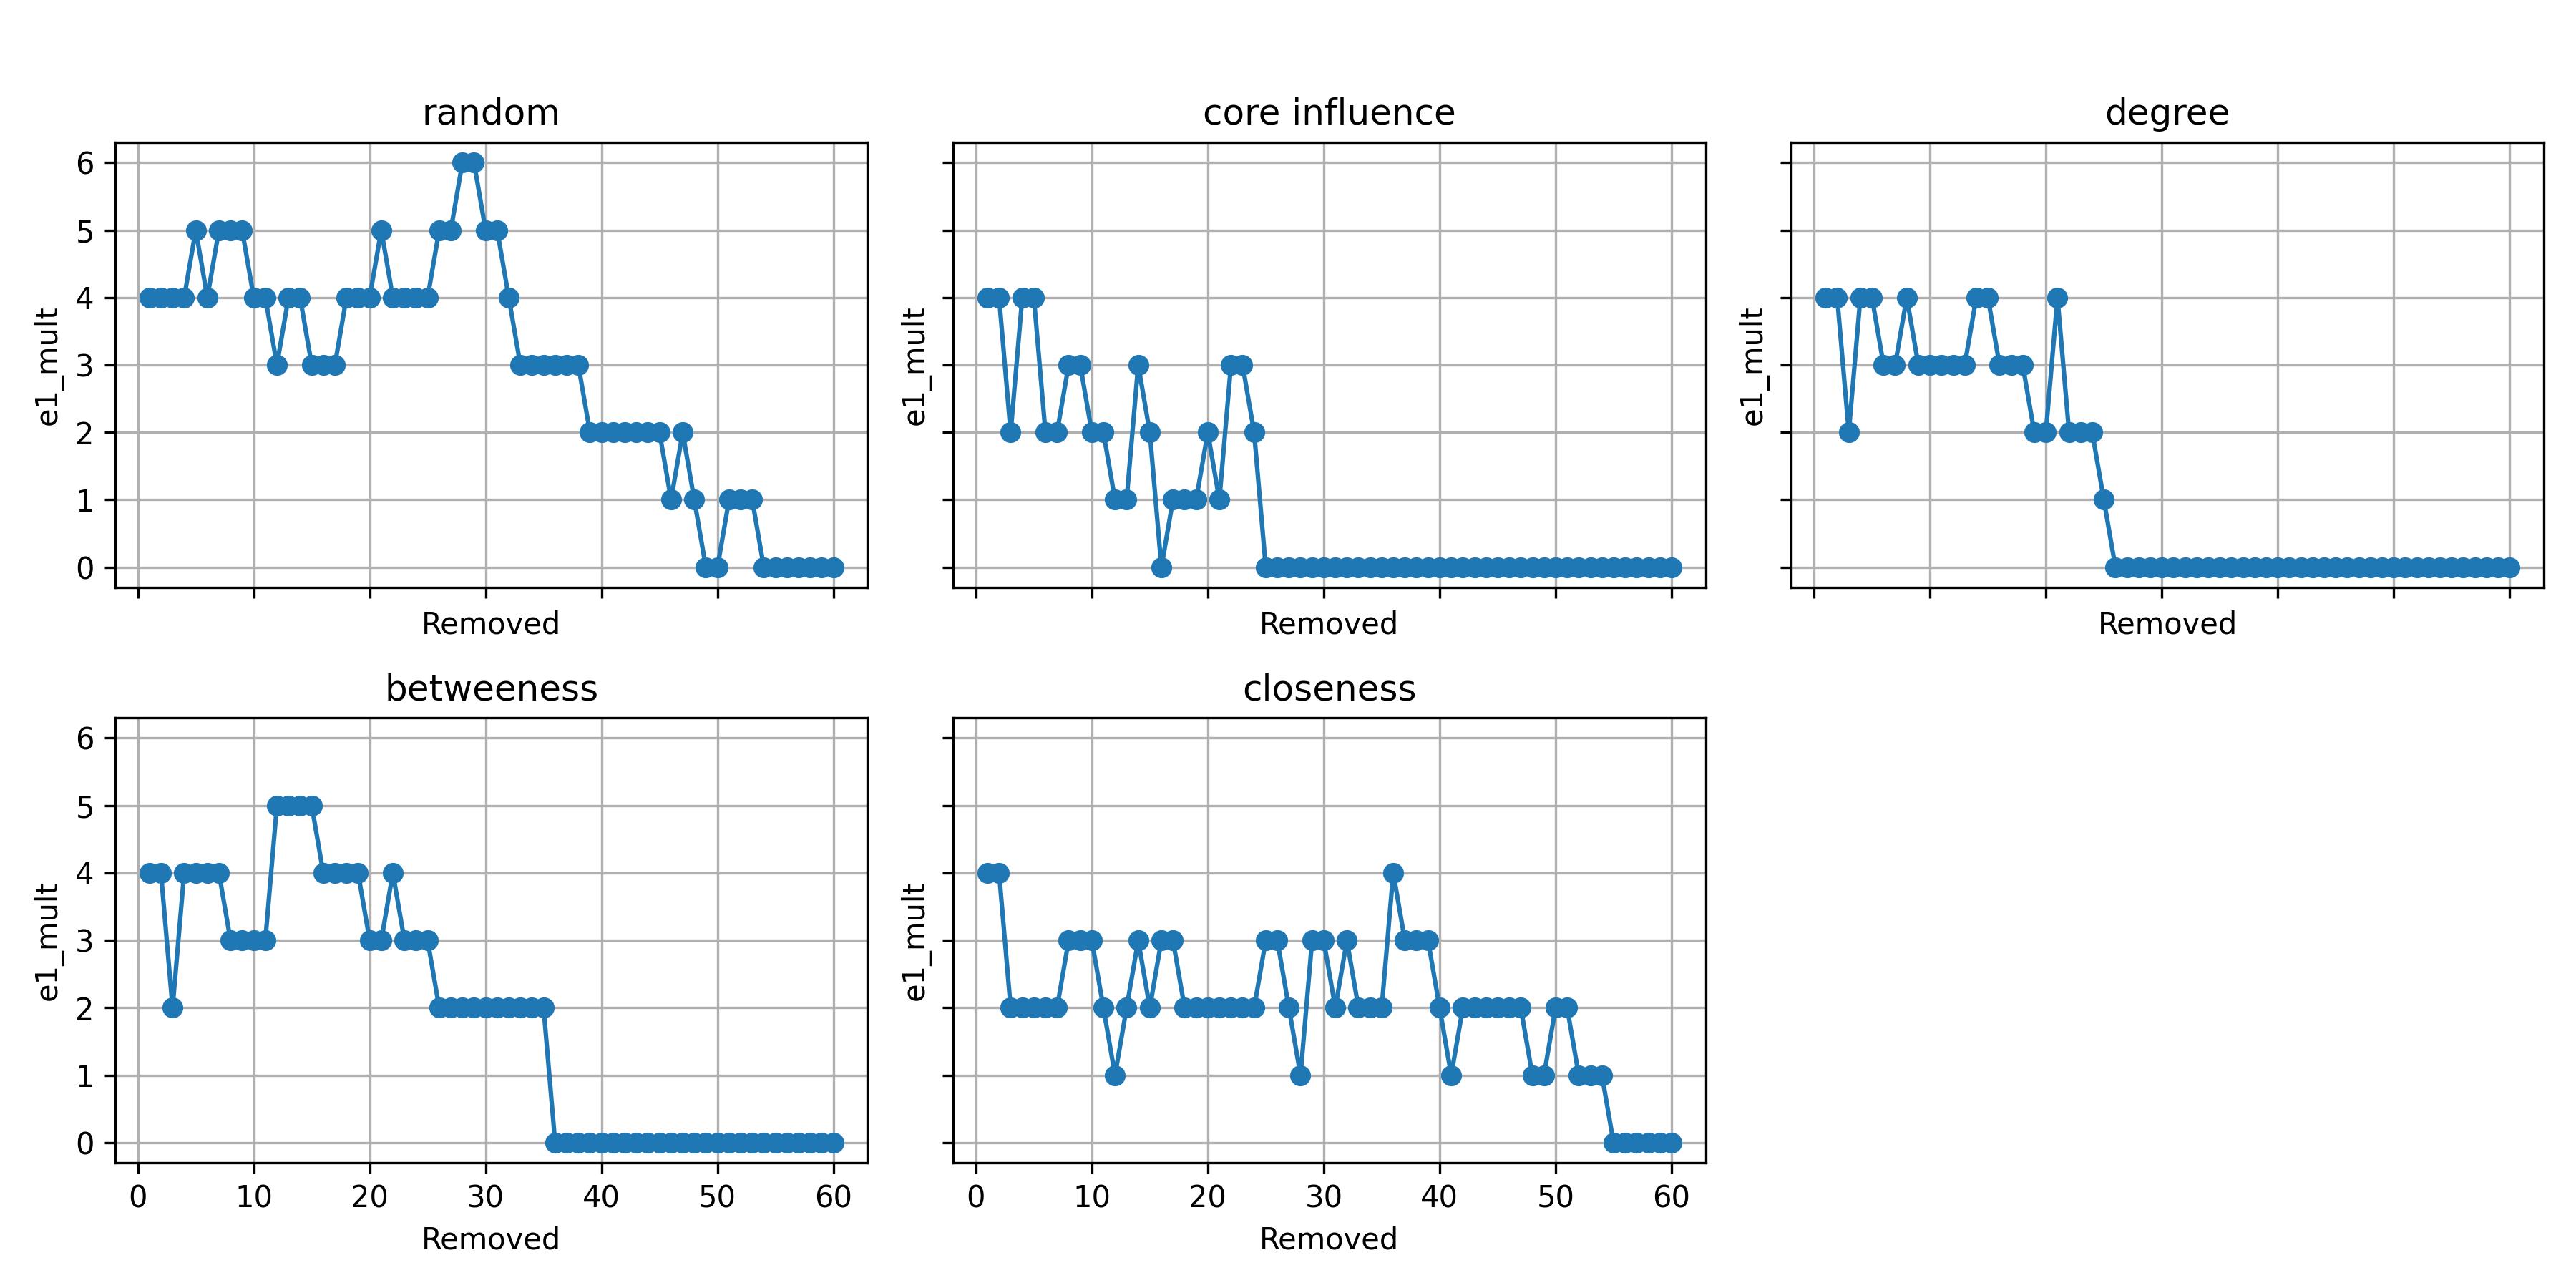 random
6
5
4
3
2
1
0
e1_mult
Removed
core influence
e1_mult
Removed
degree
e1_mult
Removed
betweeness
6
5
4
3
2
1
0
e1_mult
0 10 20 30 40 50 60
Removed
closeness
e1_mult
0 10 20 30 40 50 60
Removed